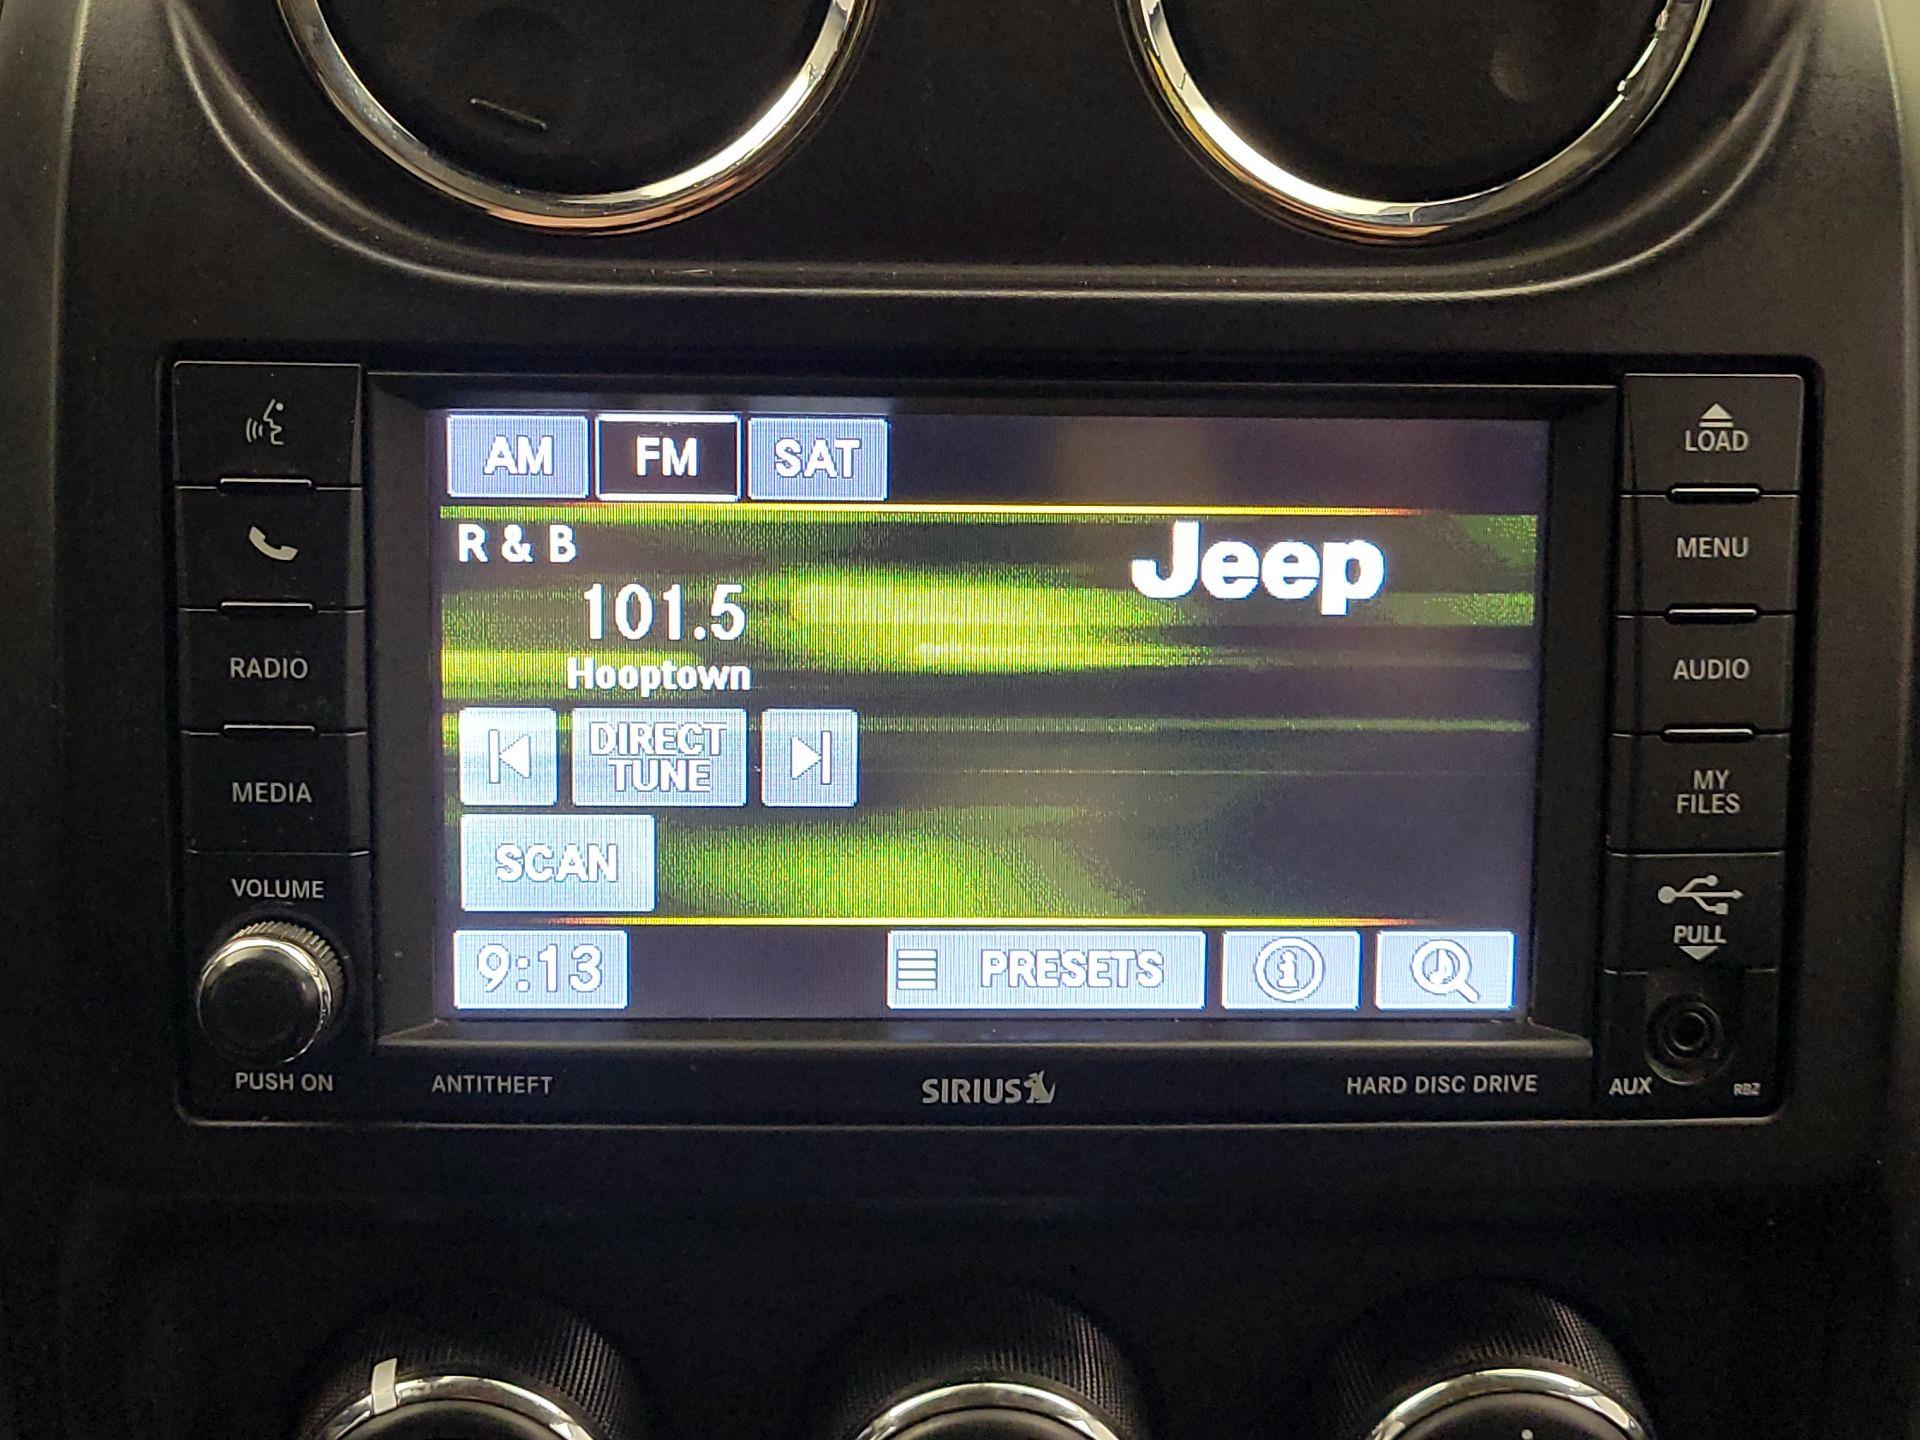 AM FM SAT
R & B
Jeep
101.5
Hooptown
DIRECT
TUNE
SCAN
9:13 PRESETS
RADIO
MEDIA
VOLUME
PUSH ON
LOAD
MENU
AUDIO
MY
FILES
PULL
ANTITHEFT
SIRIUS
HARD DISC DRIVE
AUX
RBZ